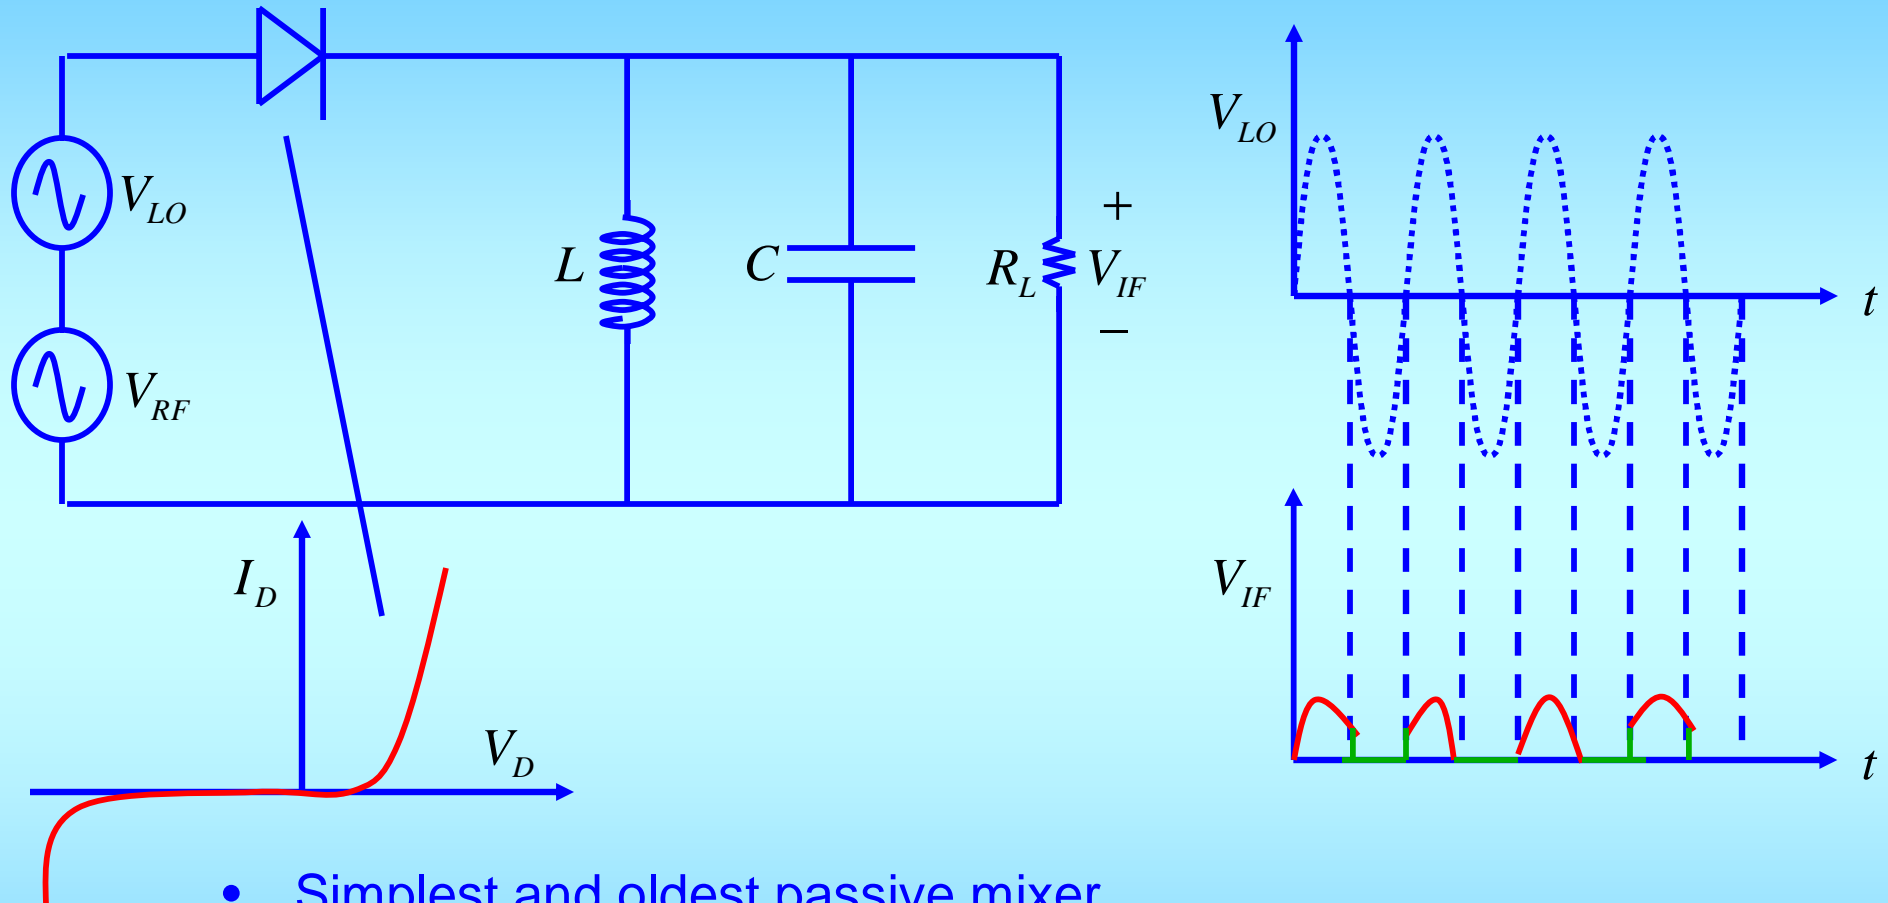 V_LO
V_RF
L
C
R_L
+
V_IF
−
I_D
V_D
V_LO
t
V_IF
t
• Simplest and oldest passive mixer